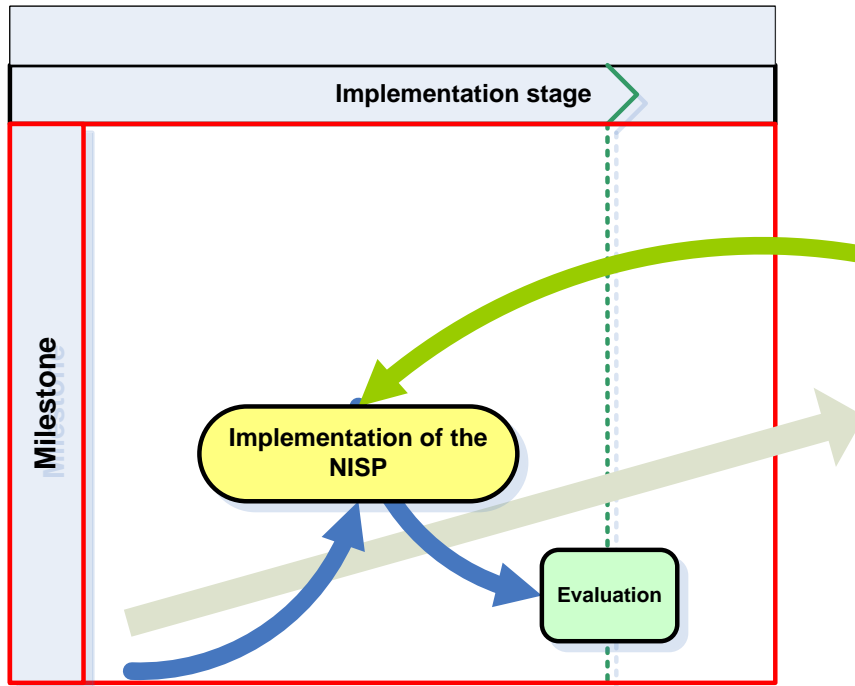 Implementation stage
Milestone
Implementation of the
NISP
Evaluation